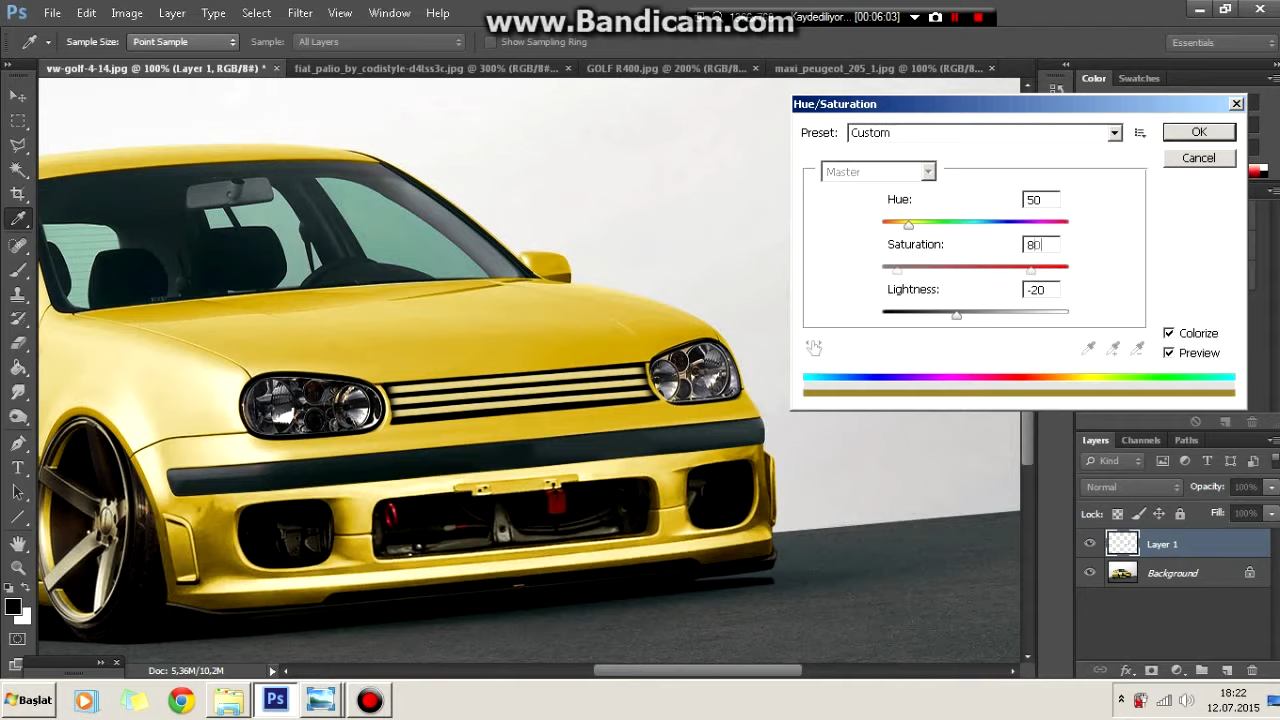 www.Bandicam.com
Ps File Edit Image Layer Type Select Filter View Window Help
Kaydediliyor... [00:06:03]
Sample Size: Point Sample Sample: All Layers Show Sampling Ring Essentials
vw-golf-4-14.jpg @ 100% (Layer 1, RGB/8#) * × fiat_palio_by_codistyle-d4lss3c.jpg @ 300% (RGB/8#... × GOLF R400.jpg @ 200% (RGB/8... × maxi_peugeot_205_1.jpg @ 100% (RGB/8... ×
Color Swatches
Hue/Saturation
Preset: Custom OK
Cancel
Master
Hue: 50
Saturation: 80
Lightness: -20
Colorize
Preview
Layers Channels Paths
Kind
Normal Opacity: 100%
Lock: Fill: 100%
Layer 1
Background
fx
100% Doc: 5,36M/10,2M
Başlat Ps
18:22
12.07.2015